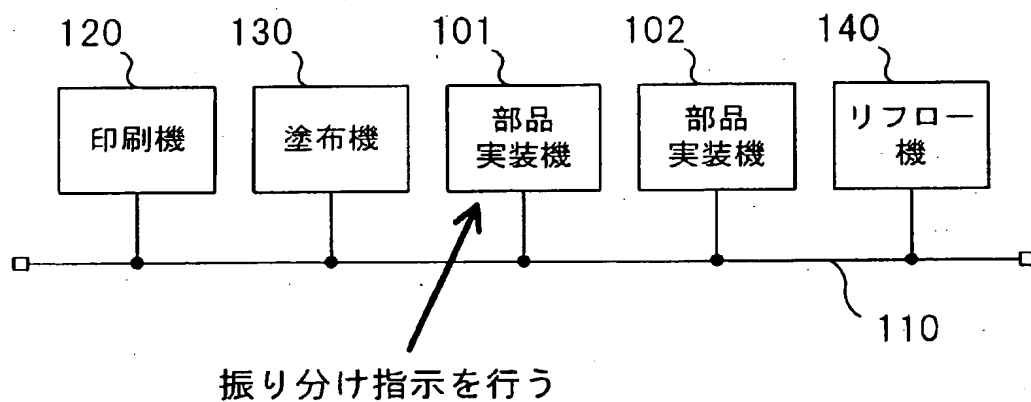 120 130 101 102 140
印刷機 塗布機 部品 部品 リフロー
実装機 実装機 機
110
振り分け指示を行う